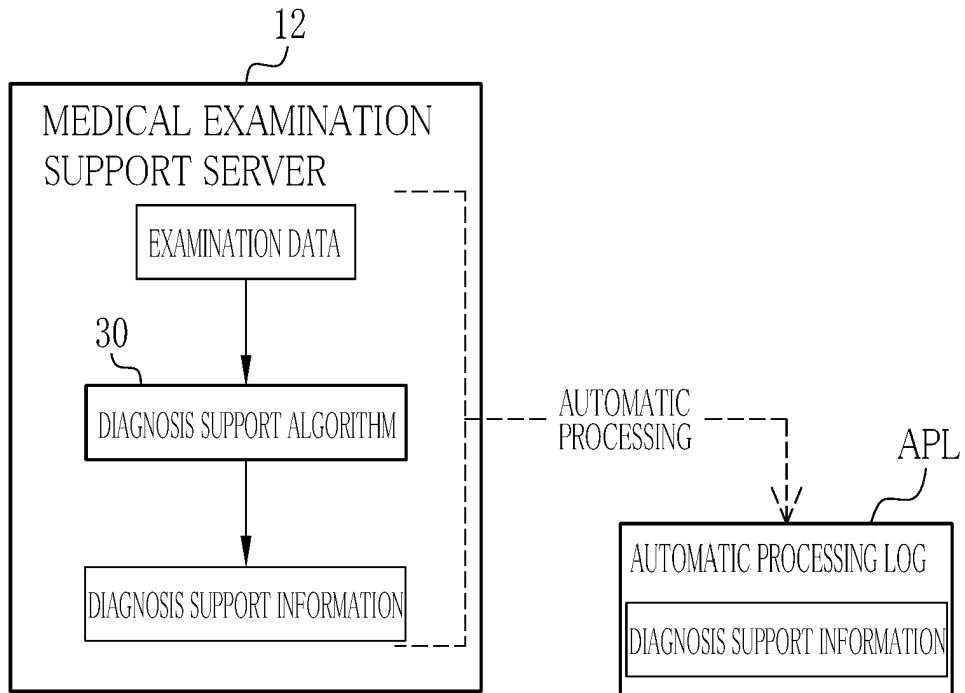 12
MEDICAL EXAMINATION
SUPPORT SERVER
EXAMINATION DATA
30
DIAGNOSIS SUPPORT ALGORITHM
AUTOMATIC
PROCESSING
APL
AUTOMATIC PROCESSING LOG
DIAGNOSIS SUPPORT INFORMATION
DIAGNOSIS SUPPORT INFORMATION